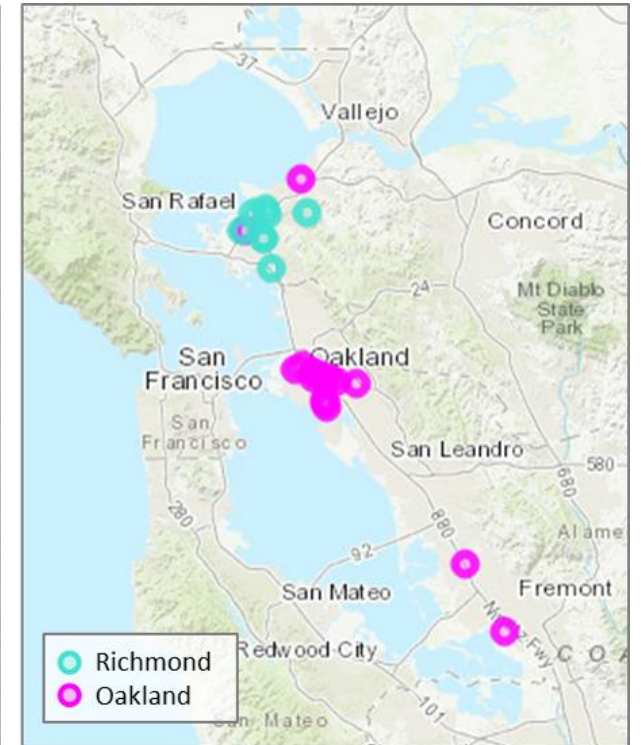 37
Vallejo
San Rafael
Concord
24
Mt Diablo
State
Park
San
Francisco
Oakland
San
Francisco
San Leandro
580
680
280
880
Alame
92
San Mateo
Fremont
Fwy
Redwood City
C O A
Richmond
Oakland
San Mateo
101